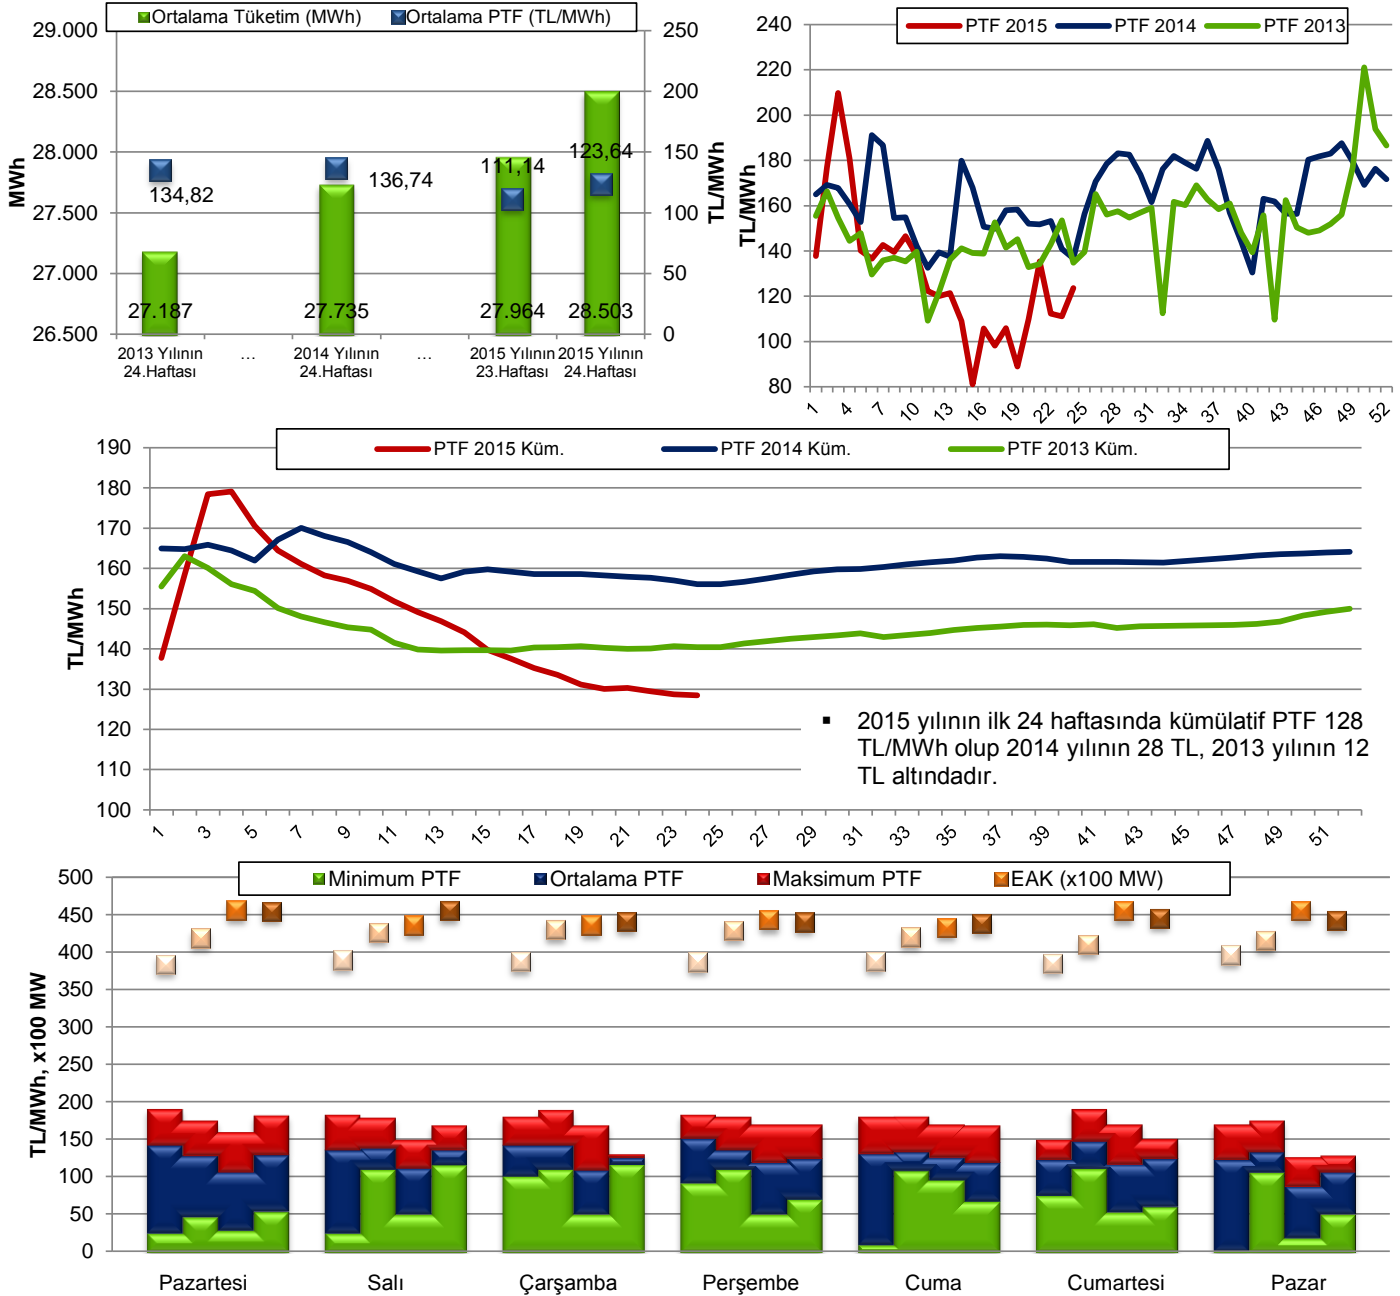 Ortalama Tüketim (MWh) Ortalama PTF (TL/MWh)
29.000
28.500
28.000
27.500
27.000
26.500
MWh
250
200
150
100
50
0
TL/MWh
134,82
136,74
111,14
123,64
27.187
27.735
27.964
28.503
2013 Yılının
24.Haftası
...
2014 Yılının
24.Haftası
...
2015 Yılının
23.Haftası
2015 Yılının
24.Haftası
PTF 2015 PTF 2014 PTF 2013
240
220
200
180
160
140
120
100
80
TL/MWh
1 4 7 10 13 16 19 22 25 28 31 34 37 40 43 46 49 52
PTF 2015 Küm. PTF 2014 Küm. PTF 2013 Küm.
190
180
170
160
150
140
130
120
110
100
TL/MWh
1 3 5 7 9 11 13 15 17 19 21 23 25 27 29 31 33 35 37 39 41 43 45 47 49 51
▪ 2015 yılının ilk 24 haftasında kümülatif PTF 128
TL/MWh olup 2014 yılının 28 TL, 2013 yılının 12
TL altındadır.
Minimum PTF Ortalama PTF Maksimum PTF EAK (x100 MW)
500
450
400
350
300
250
200
150
100
50
0
TL/MWh, x100 MW
Pazartesi Salı Çarşamba Perşembe Cuma Cumartesi Pazar